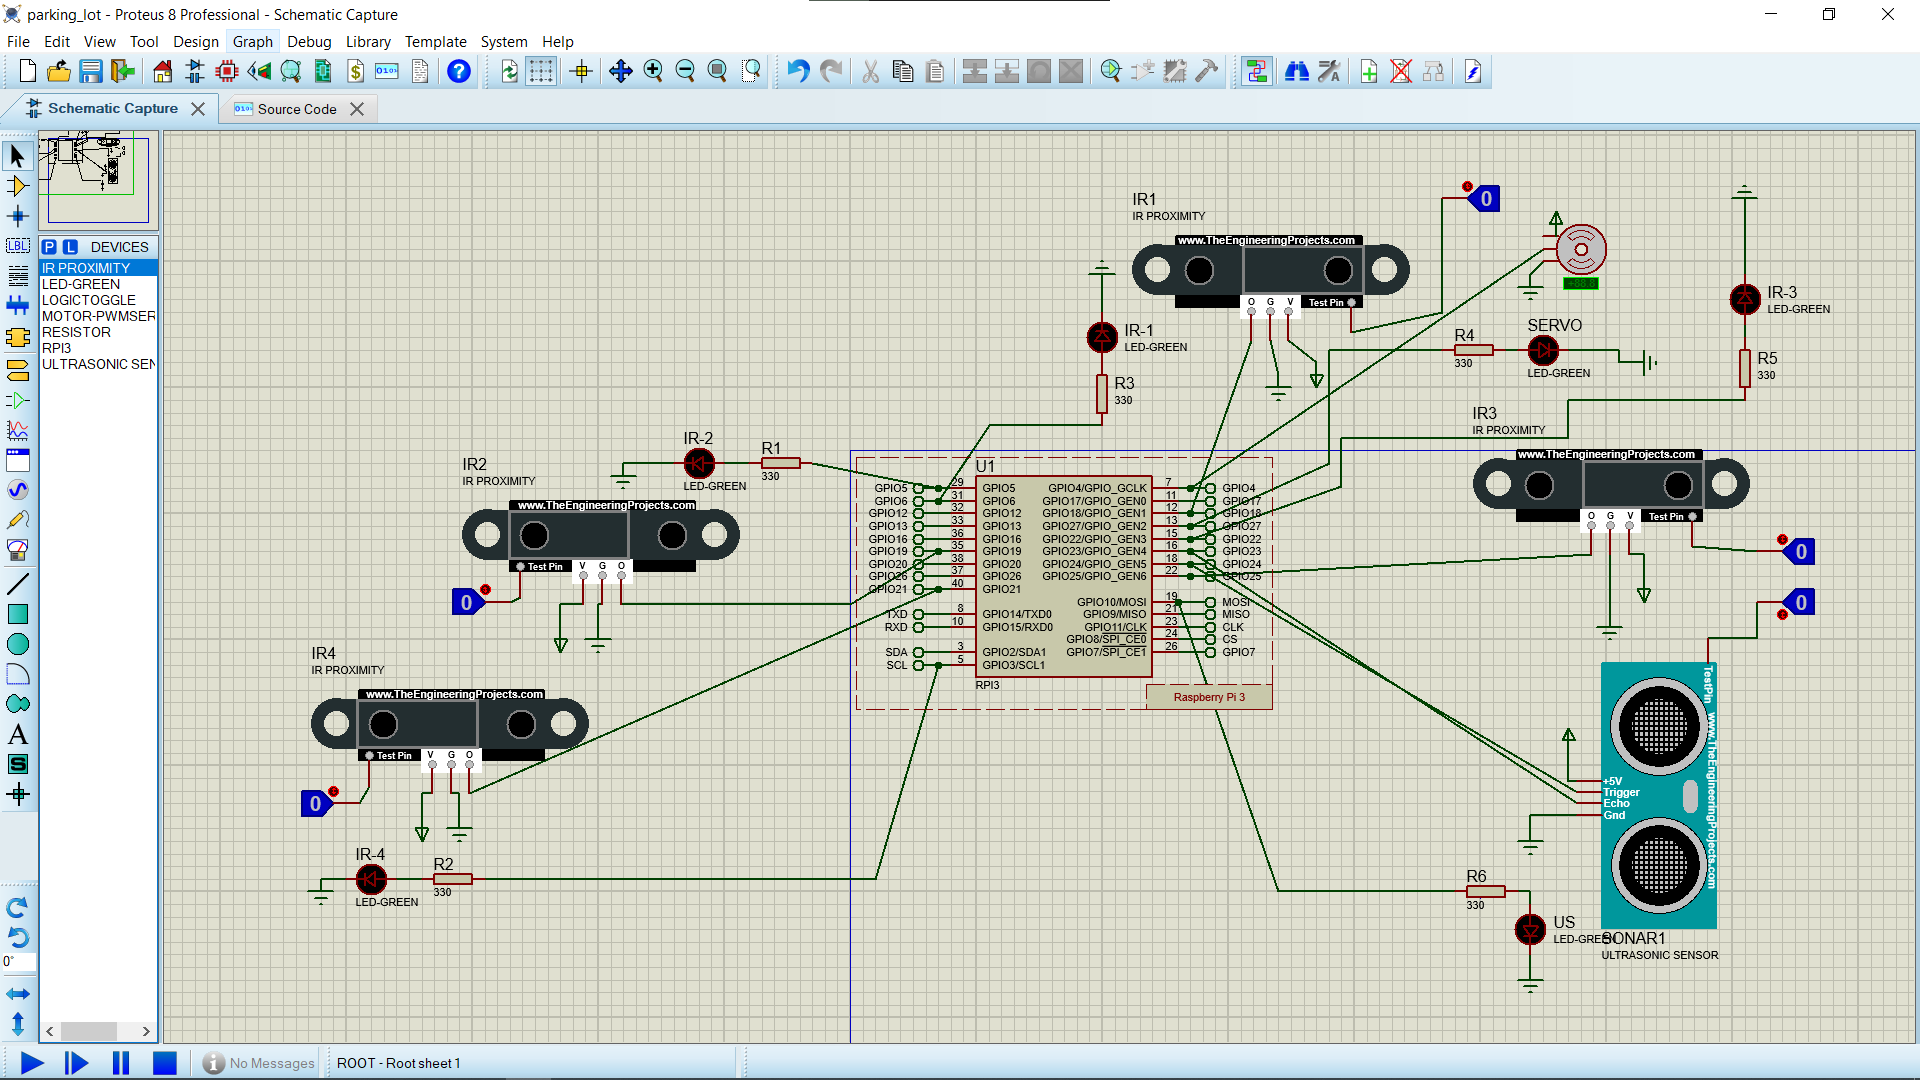 parking_lot - Proteus 8 Professional - Schematic Capture
File Edit View Tool Design Graph Debug Library Template System Help
Schematic Capture
Source Code
P L DEVICES
IR PROXIMITY
LED-GREEN
LOGICTOGGLE
MOTOR-PWMSER
RESISTOR
RPI3
ULTRASONIC SEN
LBL
A
S
0°
IR1
IR PROXIMITY
www.TheEngineeringProjects.com
O G V Test Pin
0
IR-1
LED-GREEN
R3
330
SERVO
LED-GREEN
R4
330
IR-3
LED-GREEN
R5
330
IR3
IR PROXIMITY
www.TheEngineeringProjects.com
O G V Test Pin
0
0
IR-2
LED-GREEN
R1
330
IR2
IR PROXIMITY
www.TheEngineeringProjects.com
Test Pin V G O
0
IR4
IR PROXIMITY
www.TheEngineeringProjects.com
Test Pin V G O
0
IR-4
LED-GREEN
R2
330
U1
GPIO5 29 GPIO5 GPIO4/GPIO_GCLK 7 GPIO4
GPIO6 31 GPIO6 GPIO17/GPIO_GEN0 11 GPIO17
GPIO12 32 GPIO12 GPIO18/GPIO_GEN1 12 GPIO18
GPIO13 33 GPIO13 GPIO27/GPIO_GEN2 13 GPIO27
GPIO16 36 GPIO16 GPIO22/GPIO_GEN3 15 GPIO22
GPIO19 35 GPIO19 GPIO23/GPIO_GEN4 16 GPIO23
GPIO20 38 GPIO20 GPIO24/GPIO_GEN5 18 GPIO24
GPIO26 37 GPIO26 GPIO25/GPIO_GEN6 22 GPIO25
GPIO21 40 GPIO21
GPIO10/MOSI 19 MOSI
TXD 8 GPIO14/TXD0 GPIO9/MISO 21 MISO
RXD 10 GPIO15/RXD0 GPIO11/CLK 23 CLK
GPIO8/SPI_CE0 24 CS
SDA 3 GPIO2/SDA1 GPIO7/SPI_CE1 26 GPIO7
SCL 5 GPIO3/SCL1
RPI3
Raspberry Pi 3
TestPin www.TheEngineeringProjects.com
+5V
Trigger
Echo
Gnd
R6
330
US
LED-GREEN
SONAR1
ULTRASONIC SENSOR
No Messages
ROOT - Root sheet 1